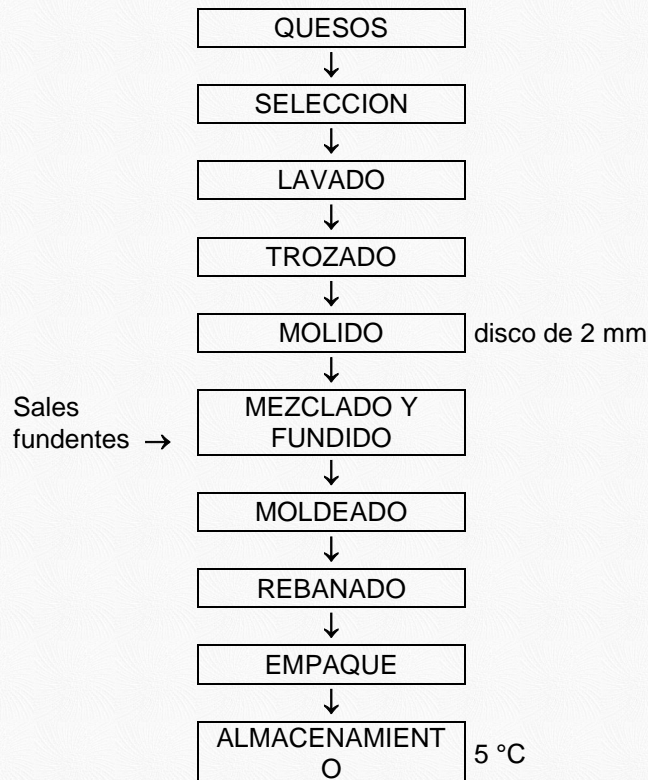 QUESOS
↓
SELECCION
↓
LAVADO
↓
TROZADO
↓
MOLIDO disco de 2 mm
↓
Sales
fundentes →
MEZCLADO Y
FUNDIDO
↓
MOLDEADO
↓
REBANADO
↓
EMPAQUE
↓
ALMACENAMIENT
O
5 °C